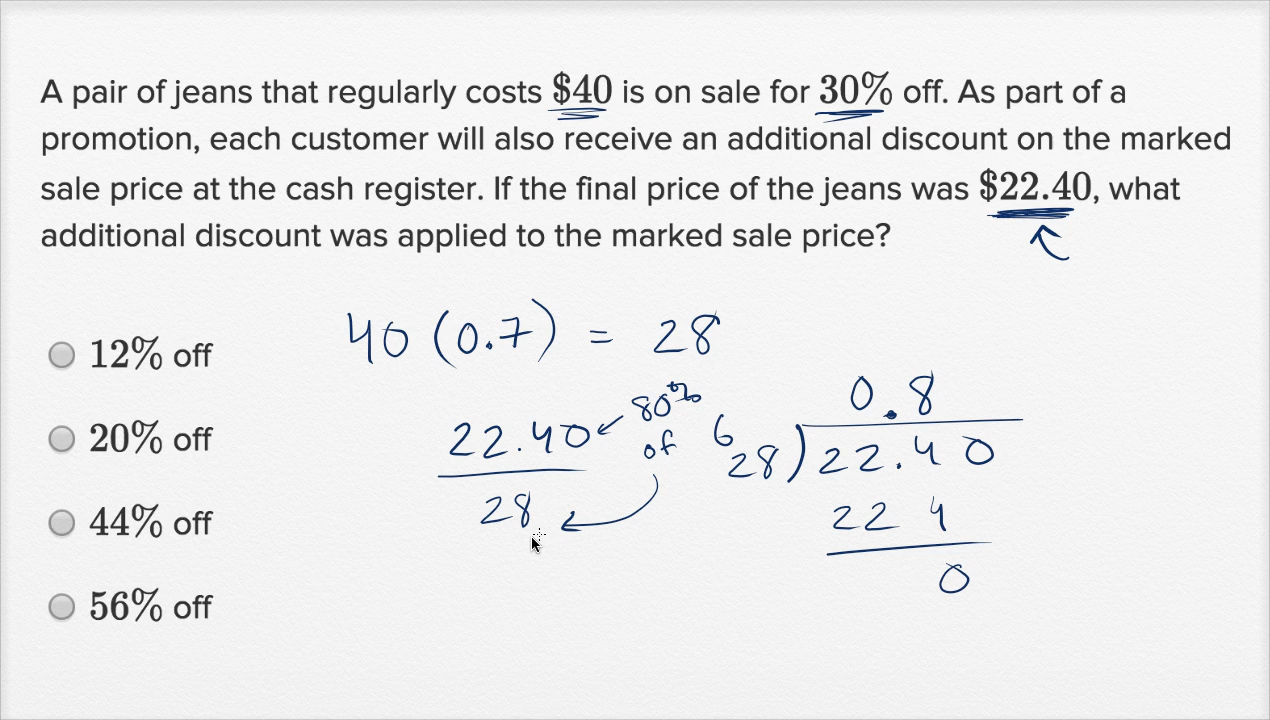 A pair of jeans that regularly costs $40 is on sale for 30% off. As part of a
promotion, each customer will also receive an additional discount on the marked
sale price at the cash register. If the final price of the jeans was $22.40, what
additional discount was applied to the marked sale price?
12% off
20% off
44% off
56% off
40 (0.7) = 28
22.40
28
80%
of
0.8
6
28)22.40
22 4
0